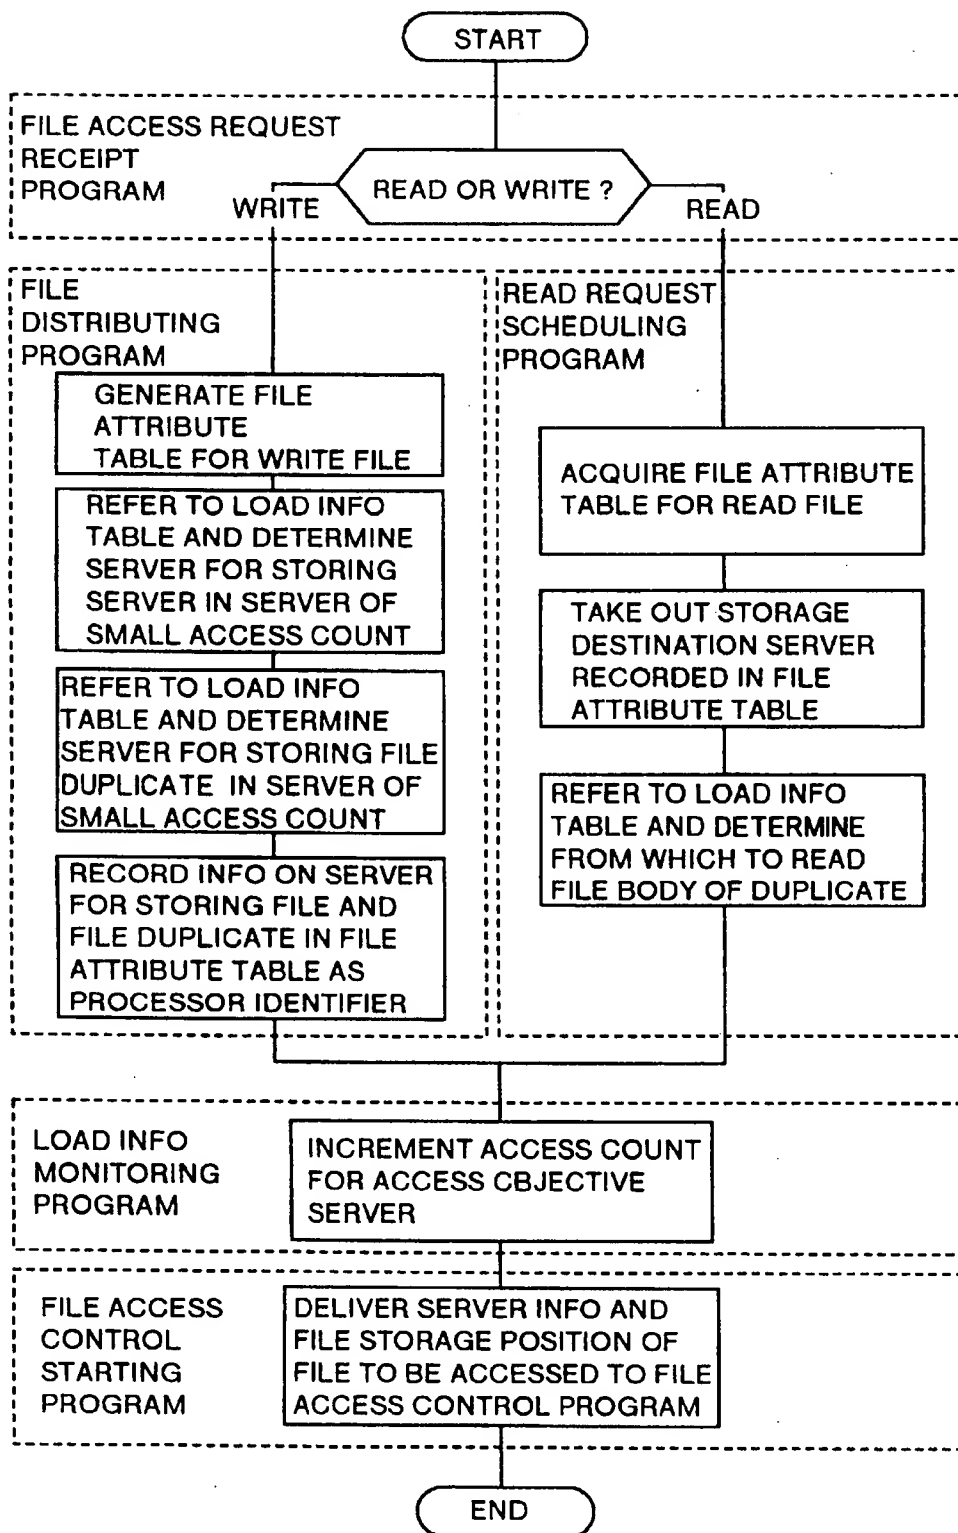 START
FILE ACCESS REQUEST
RECEIPT
PROGRAM
READ OR WRITE ?
WRITE
READ
FILE
DISTRIBUTING
PROGRAM
GENERATE FILE
ATTRIBUTE
TABLE FOR WRITE FILE
REFER TO LOAD INFO
TABLE AND DETERMINE
SERVER FOR STORING
SERVER IN SERVER OF
SMALL ACCESS COUNT
REFER TO LOAD INFO
TABLE AND DETERMINE
SERVER FOR STORING FILE
DUPLICATE IN SERVER OF
SMALL ACCESS COUNT
RECORD INFO ON SERVER
FOR STORING FILE AND
FILE DUPLICATE IN FILE
ATTRIBUTE TABLE AS
PROCESSOR IDENTIFIER
READ REQUEST
SCHEDULING
PROGRAM
ACQUIRE FILE ATTRIBUTE
TABLE FOR READ FILE
TAKE OUT STORAGE
DESTINATION SERVER
RECORDED IN FILE
ATTRIBUTE TABLE
REFER TO LOAD INFO
TABLE AND DETERMINE
FROM WHICH TO READ
FILE BODY OF DUPLICATE
LOAD INFO
MONITORING
PROGRAM
INCREMENT ACCESS COUNT
FOR ACCESS CBJECTIVE
SERVER
FILE ACCESS
CONTROL
STARTING
PROGRAM
DELIVER SERVER INFO AND
FILE STORAGE POSITION OF
FILE TO BE ACCESSED TO FILE
ACCESS CONTROL PROGRAM
END